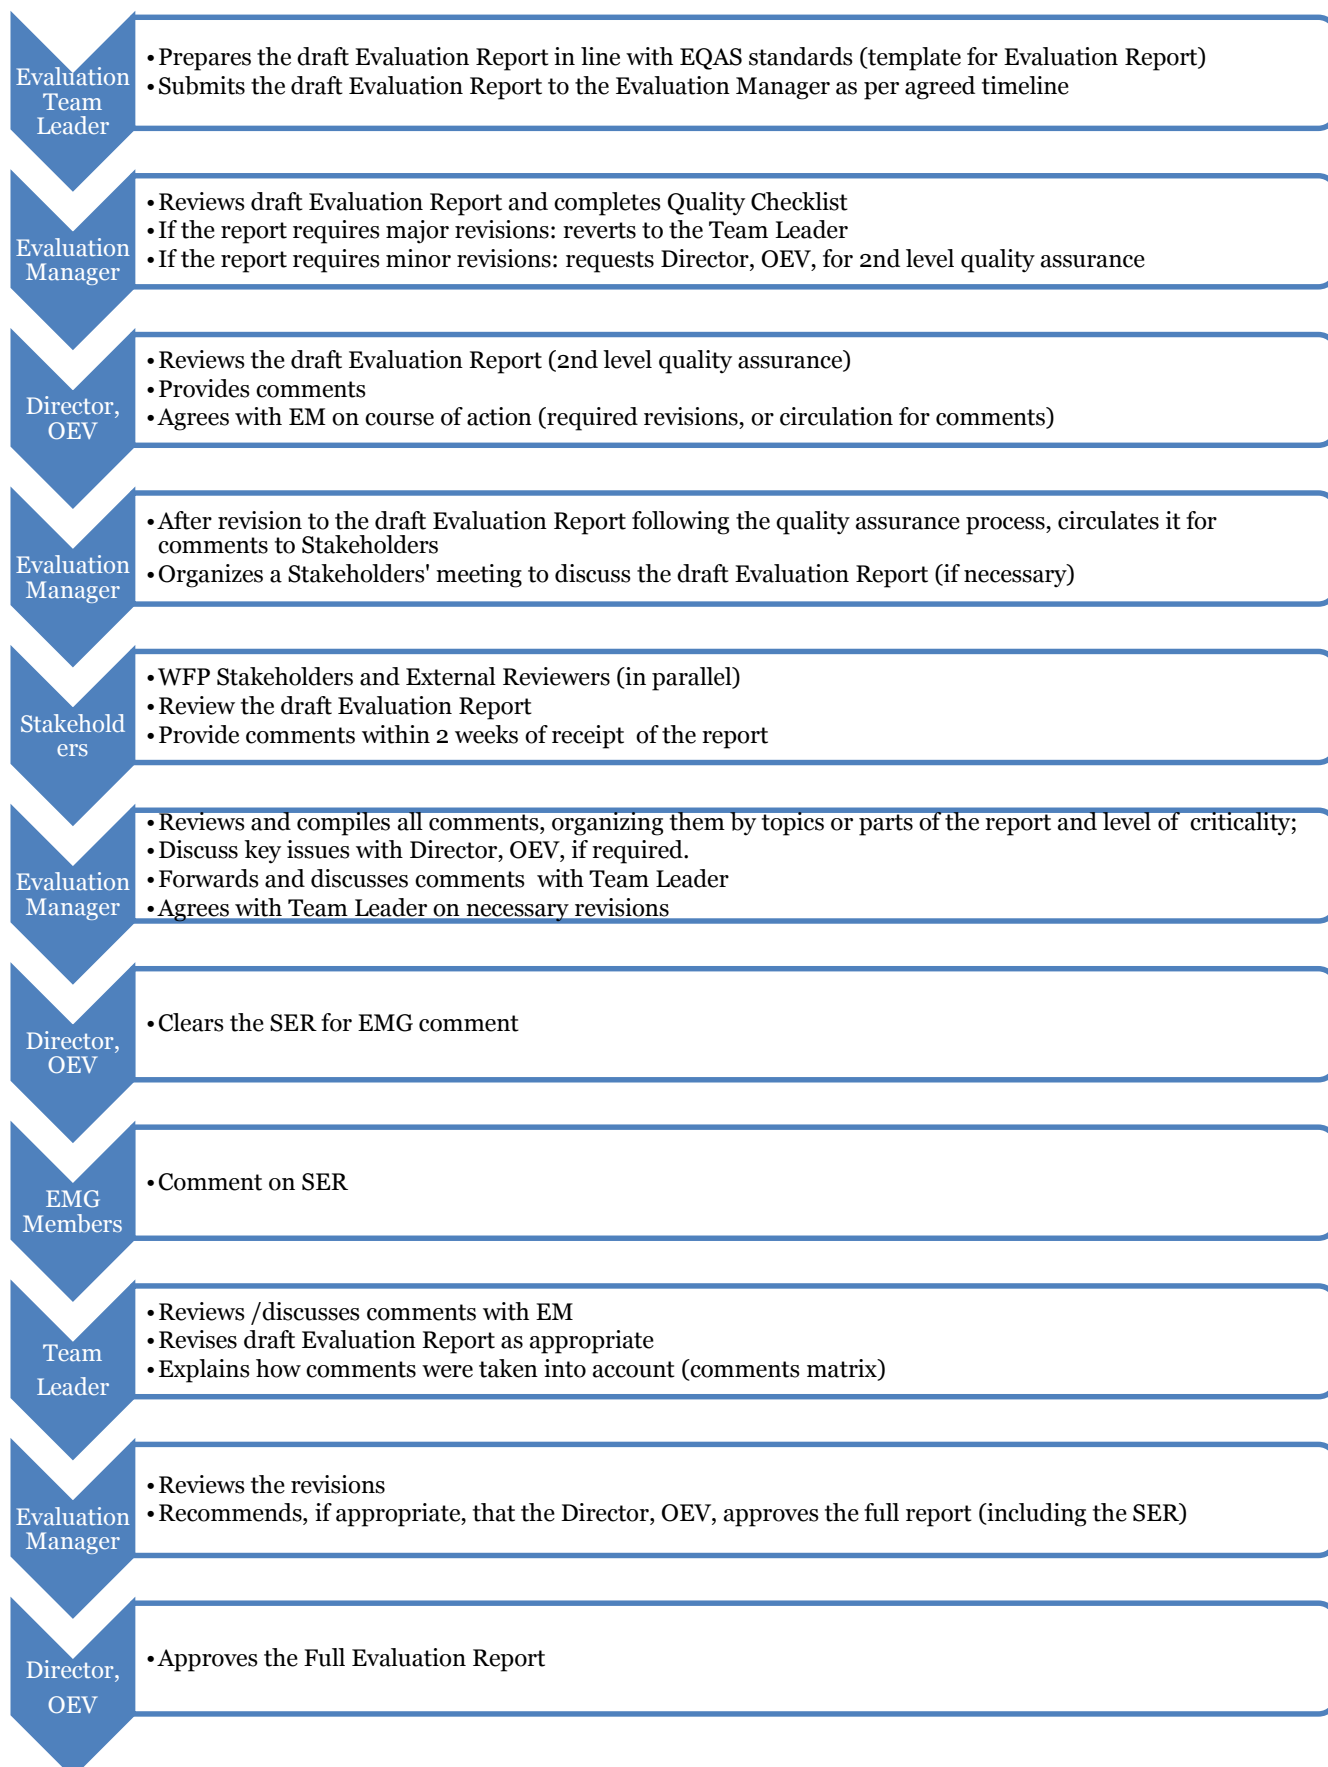 Evaluation
Team
Leader
•Prepares the draft Evaluation Report in line with EQAS standards (template for Evaluation Report)
•Submits the draft Evaluation Report to the Evaluation Manager as per agreed timeline
Evaluation
Manager
•Reviews draft Evaluation Report and completes Quality Checklist
•If the report requires major revisions: reverts to the Team Leader
•If the report requires minor revisions: requests Director, OEV, for 2nd level quality assurance
Director,
OEV
•Reviews the draft Evaluation Report (2nd level quality assurance)
•Provides comments
•Agrees with EM on course of action (required revisions, or circulation for comments)
Evaluation
Manager
•After revision to the draft Evaluation Report following the quality assurance process, circulates it for
comments to Stakeholders
•Organizes a Stakeholders' meeting to discuss the draft Evaluation Report (if necessary)
Stakehold
ers
•WFP Stakeholders and External Reviewers (in parallel)
•Review the draft Evaluation Report
•Provide comments within 2 weeks of receipt  of the report
Evaluation
Manager
•Reviews and compiles all comments, organizing them by topics or parts of the report and level of  criticality;
•Discuss key issues with Director, OEV, if required.
•Forwards and discusses comments  with Team Leader
•Agrees with Team Leader on necessary revisions
Director,
OEV
•Clears the SER for EMG comment
EMG
Members
•Comment on SER
Team
Leader
•Reviews /discusses comments with EM
•Revises draft Evaluation Report as appropriate
•Explains how comments were taken into account (comments matrix)
Evaluation
Manager
•Reviews the revisions
•Recommends, if appropriate, that the Director, OEV, approves the full report (including the SER)
Director,
OEV
•Approves the Full Evaluation Report